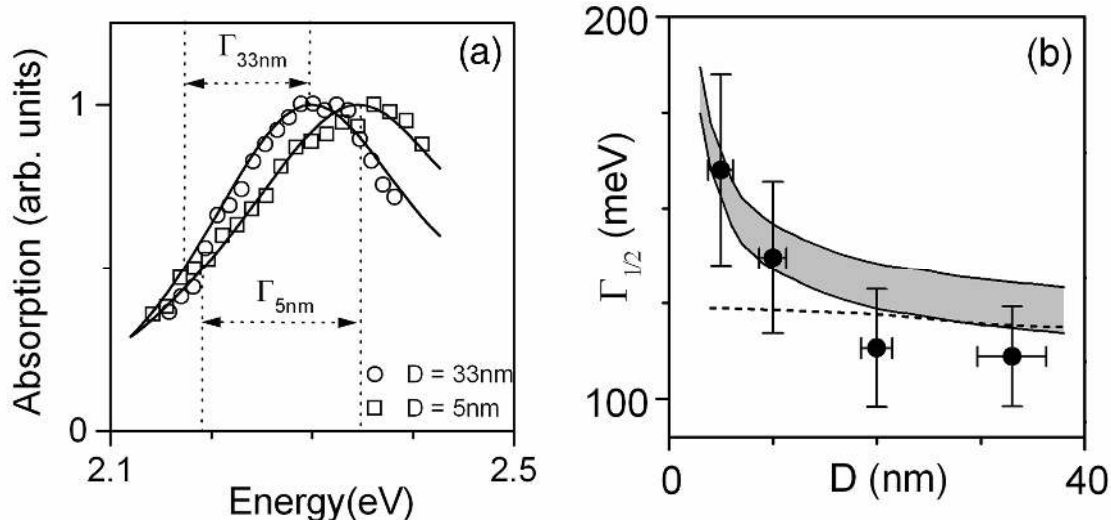 (a)
Γ33nm
Absorption (arb. units)
1
0
Γ5nm
D = 33nm
D = 5nm
2.1
2.5
Energy(eV)
(b)
200
100
Γ1/2 (meV)
0
40
D (nm)